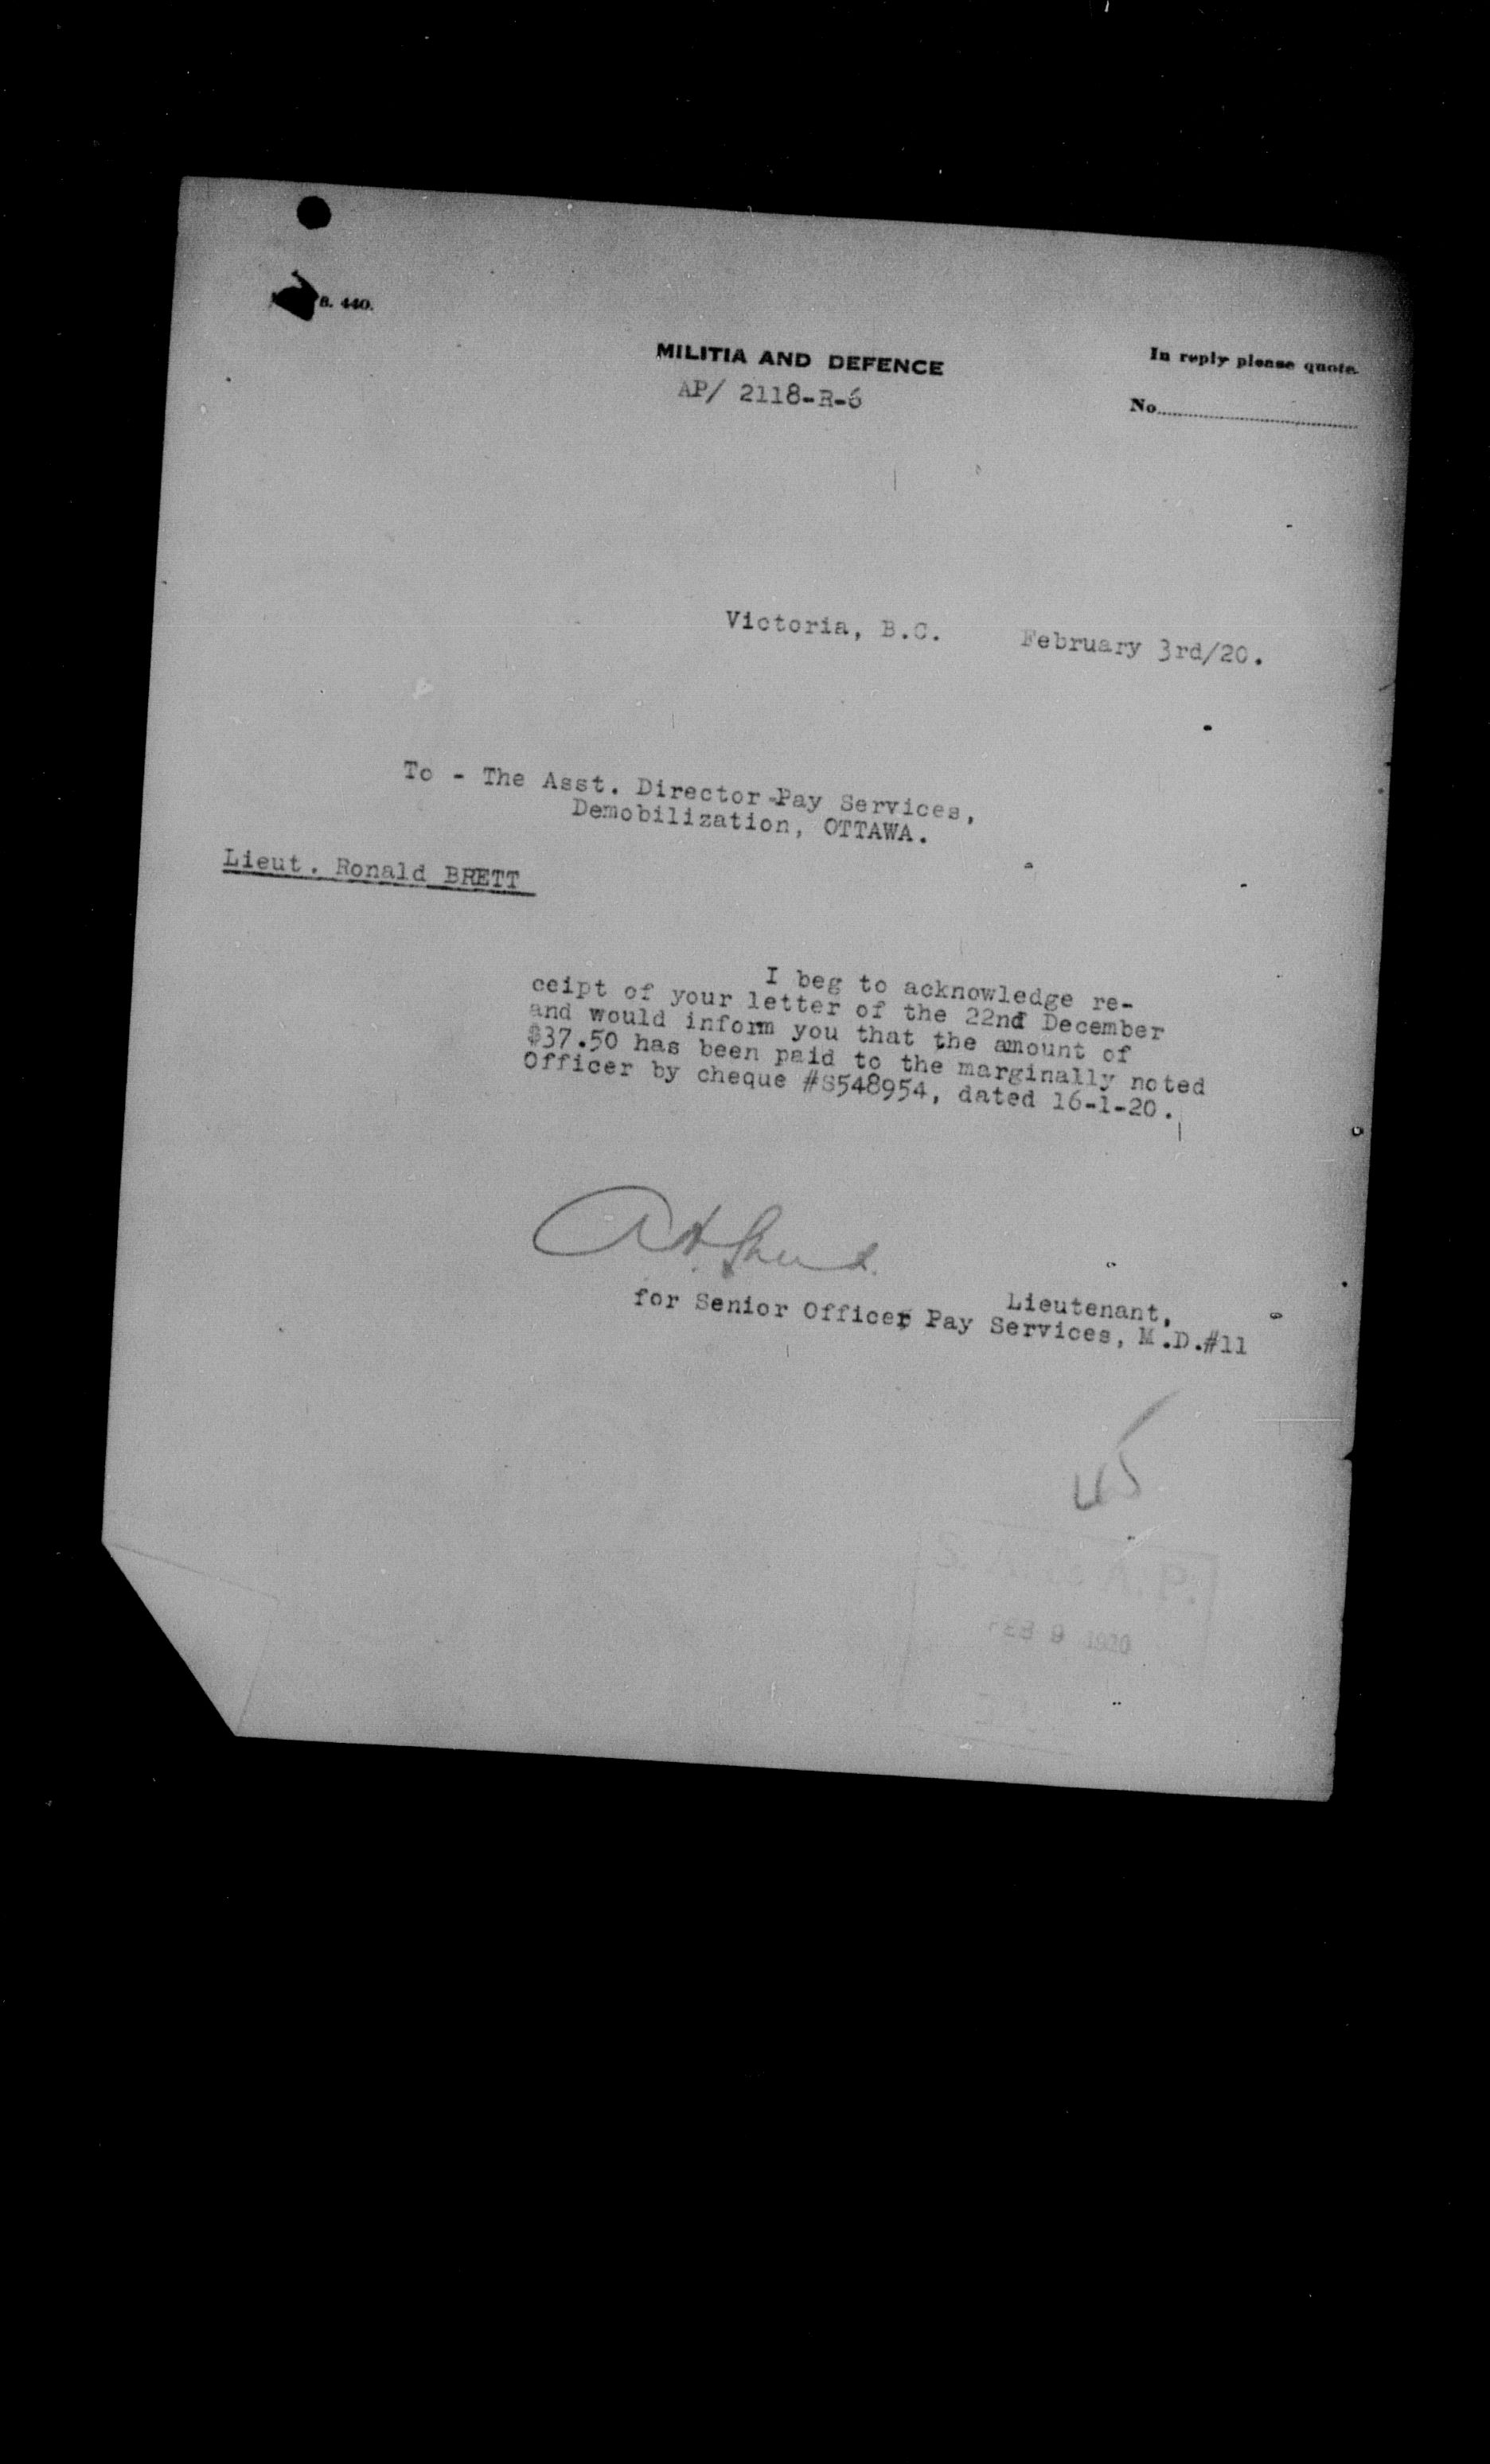 B. 440.
MILITIA AND DEFENCE
In reply please quote
AP/ 2118-R-6
No
Victoria, B.C. February 3rd/20.
To - The Asst. Director-Pay Services,
Demobilization, OTTAWA.
Lieut. Ronald BRETT
I beg to acknowledge re-
ceipt of your letter of the 22nd December
and would inform you that the amount of
$37.50 has been paid to the marginally noted
Officer by cheque #S548954, dated 16-1-20.
Lieutenant,
for Senior Officer Pay Services, M.D.#11
FEB 9 1920